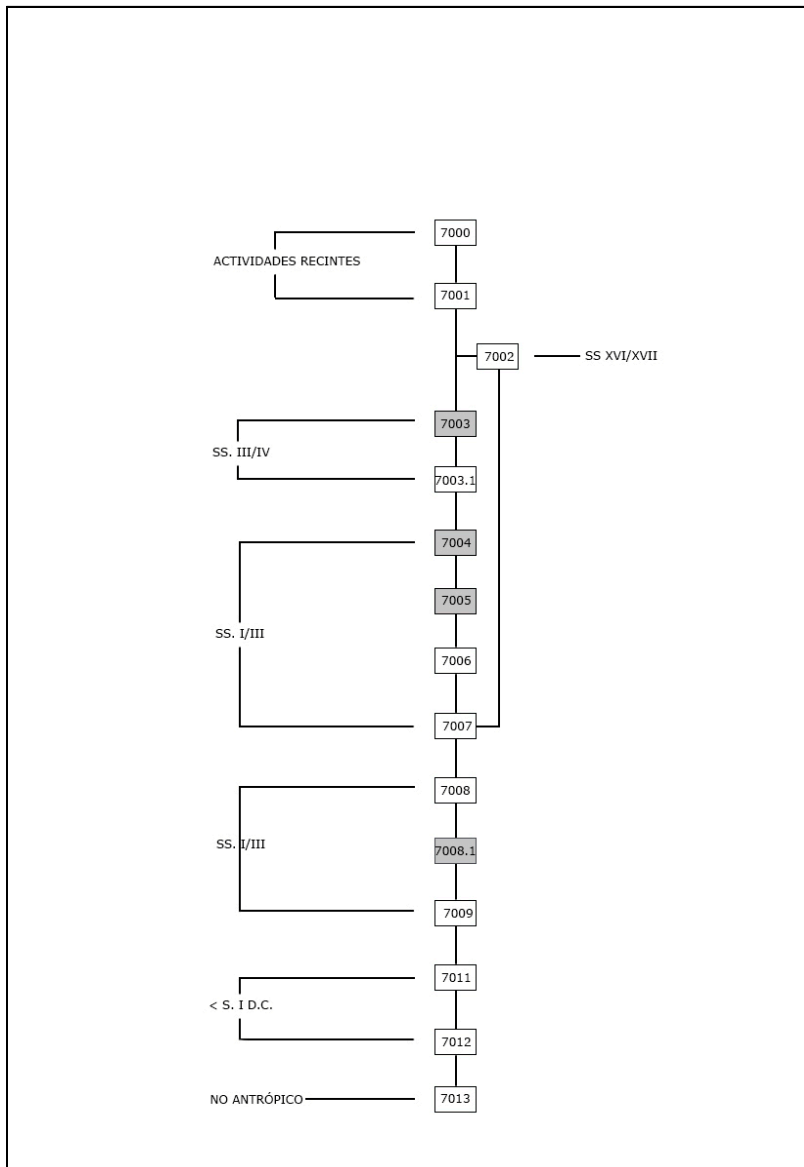 7000
ACTIVIDADES RECINTES
7001
7002 SS XVI/XVII
7003
SS. III/IV
7003.1
7004
7005
SS. I/III
7006
7007
7008
SS. I/III
7008.1
7009
7011
< S. I D.C.
7012
NO ANTRÓPICO 7013